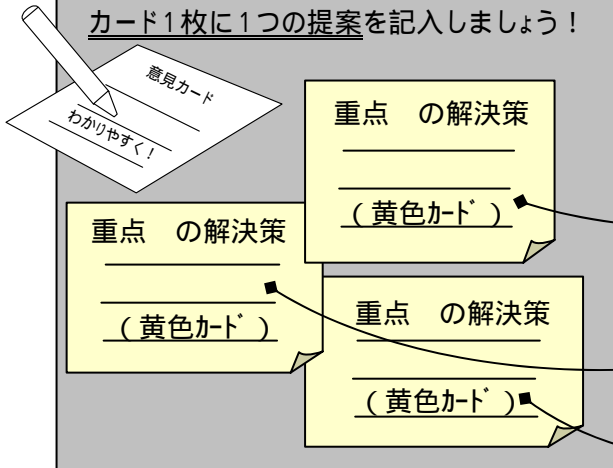 カード1枚に1つの提案を記入しましょう！
意見カード
わかりやすく！
重点　の解決策
（黄色ｶｰﾄﾞ）
重点　の解決策
（黄色ｶｰﾄﾞ）
重点　の解決策
（黄色ｶｰﾄﾞ）